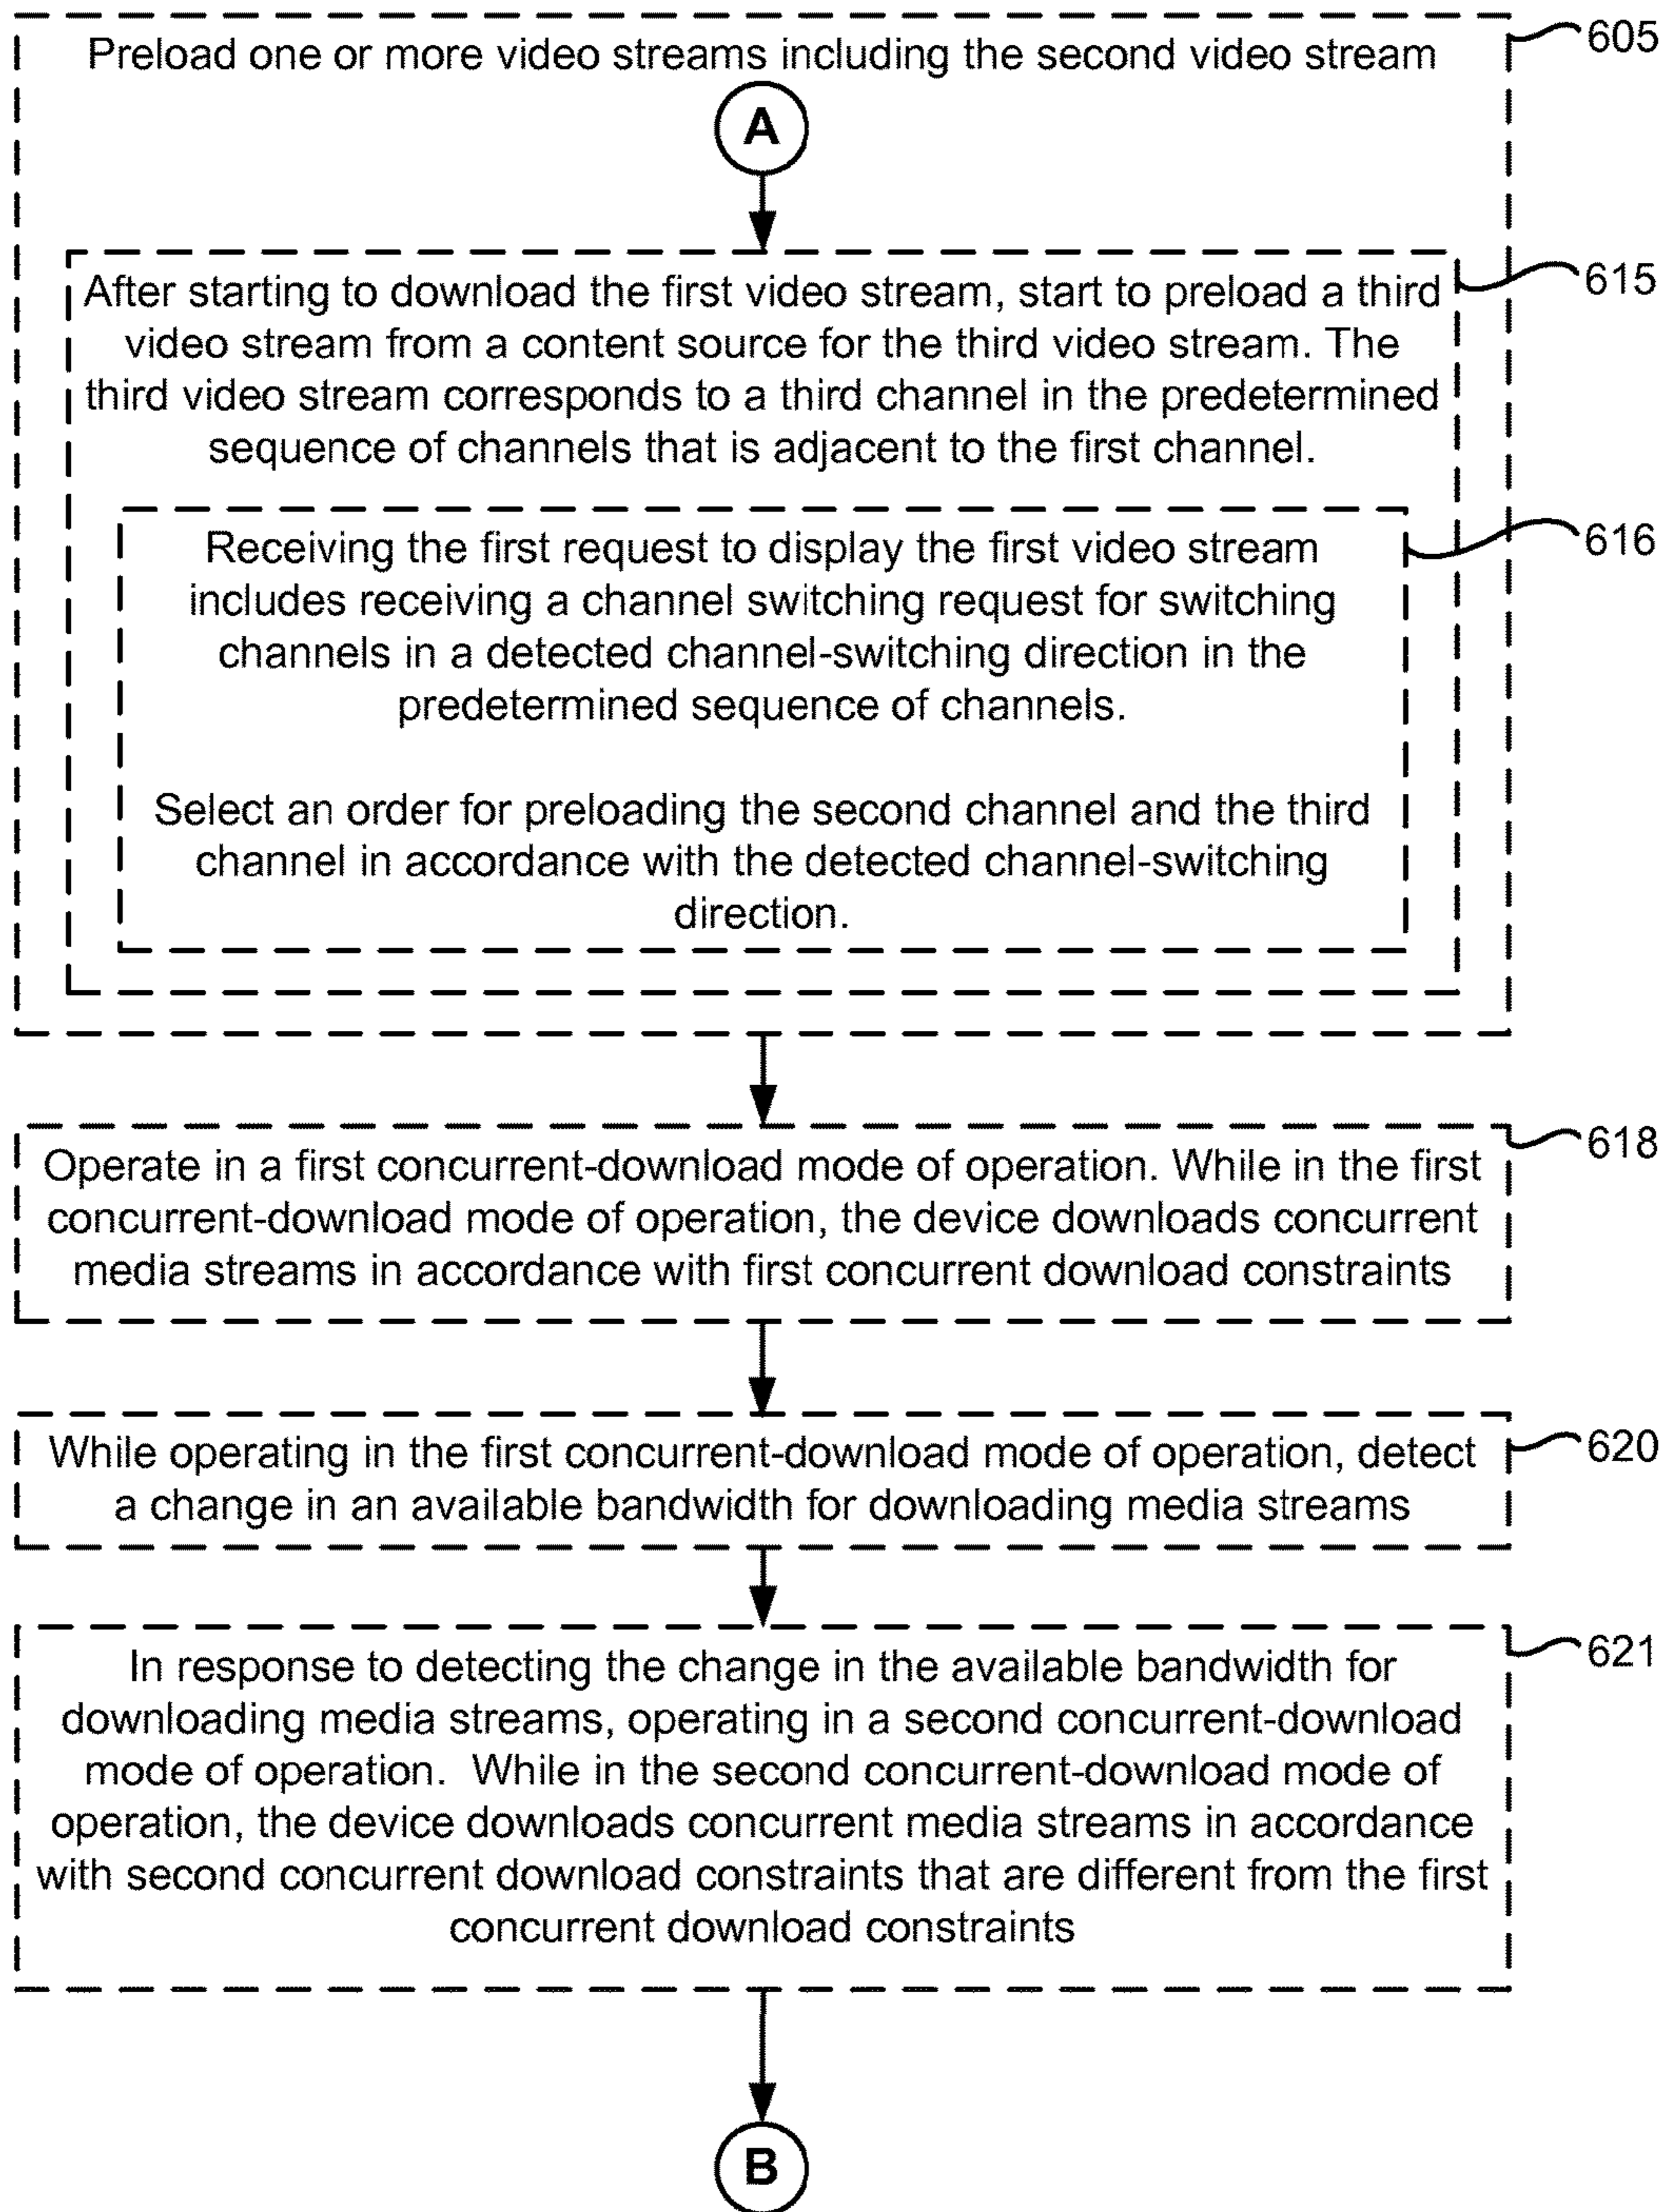 Preload one or more video streams including the second video stream
605
A
After starting to download the first video stream, start to preload a third
video stream from a content source for the third video stream. The
third video stream corresponds to a third channel in the predetermined
sequence of channels that is adjacent to the first channel.
615
Receiving the first request to display the first video stream
includes receiving a channel switching request for switching
channels in a detected channel-switching direction in the
predetermined sequence of channels.
616
Select an order for preloading the second channel and the third
channel in accordance with the detected channel-switching
direction.
Operate in a first concurrent-download mode of operation. While in the first
concurrent-download mode of operation, the device downloads concurrent
media streams in accordance with first concurrent download constraints
618
While operating in the first concurrent-download mode of operation, detect
a change in an available bandwidth for downloading media streams
620
In response to detecting the change in the available bandwidth for
downloading media streams, operating in a second concurrent-download
mode of operation.  While in the second concurrent-download mode of
operation, the device downloads concurrent media streams in accordance
with second concurrent download constraints that are different from the first
concurrent download constraints
621
B